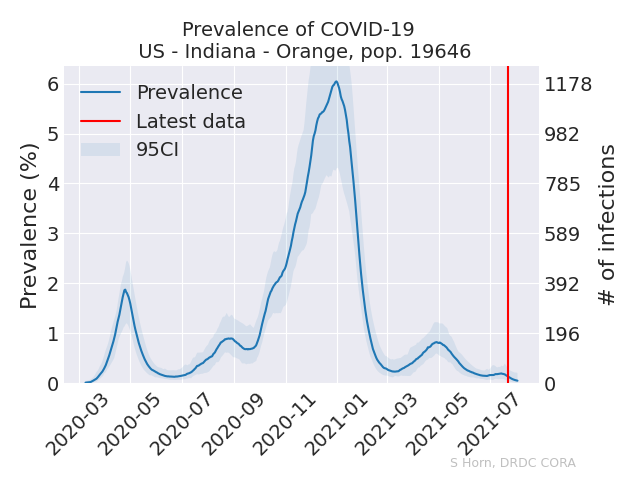 Prevalence of COVID-19
US - Indiana - Orange, pop. 19646
Prevalence
Latest data
95CI
Prevalence (%)
6
5
4
3
2
1
0
1178
982
785
589
392
196
0
# of infections
2020-03
2020-05
2020-07
2020-09
2020-11
2021-01
2021-03
2021-05
2021-07
S Horn, DRDC CORA